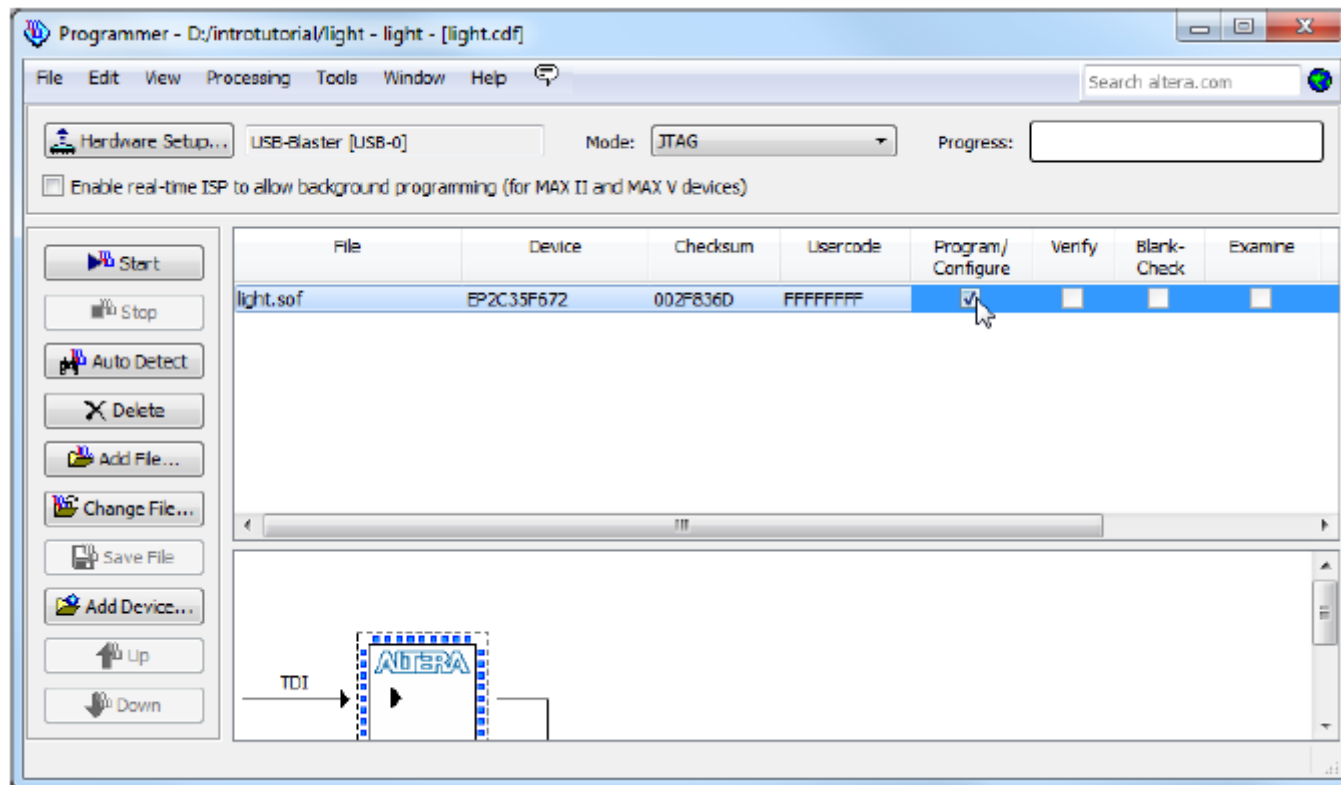 Programmer - D:/introtutorial/light - light - [light.cdf]
File Edit View Processing Tools Window Help
Search altera.com
Hardware Setup... USB-Blaster [USB-0] Mode: JTAG Progress:
Enable real-time ISP to allow background programming (for MAX II and MAX V devices)
Start
Stop
Auto Detect
Delete
Add File...
Change File...
Save File
Add Device...
Up
Down
File Device Checksum Usercode Program/ Configure Verify Blank- Check Examine
light.sof EP2C35F672 002F836D FFFFFFFF
ALTERA
TDI